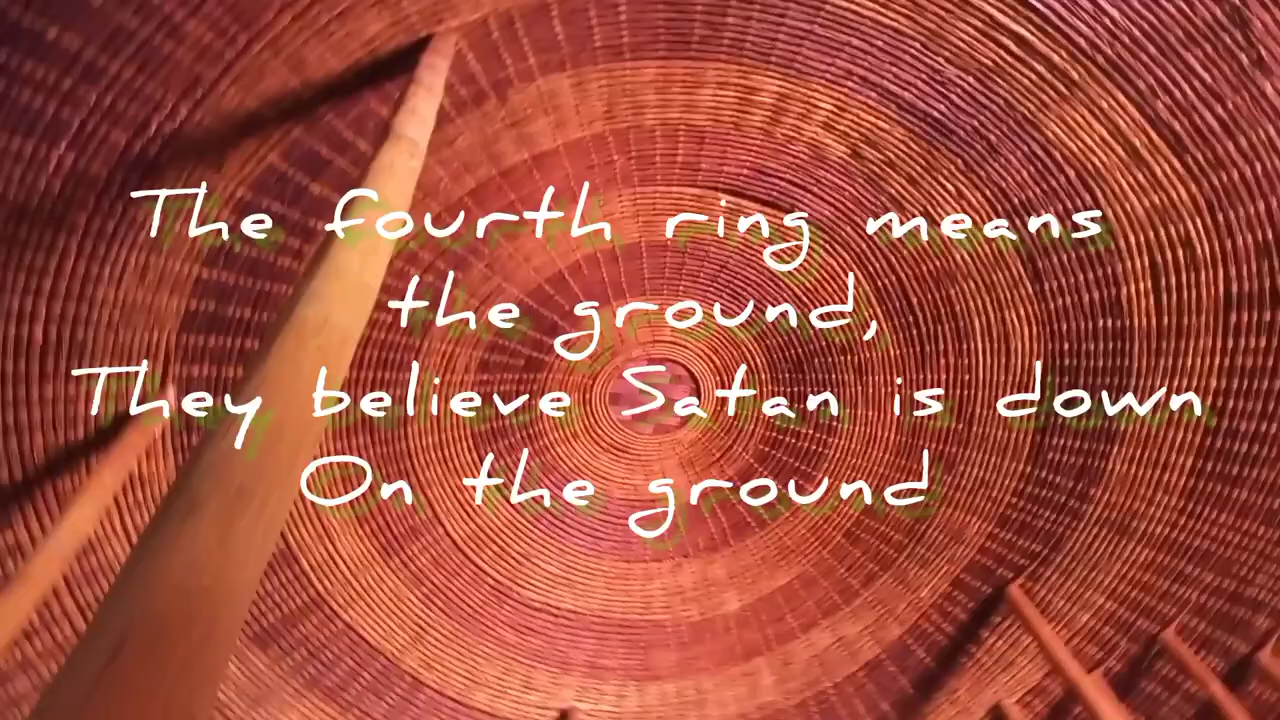 The fourth ring means
the ground,
They believe Satan is down
On the ground